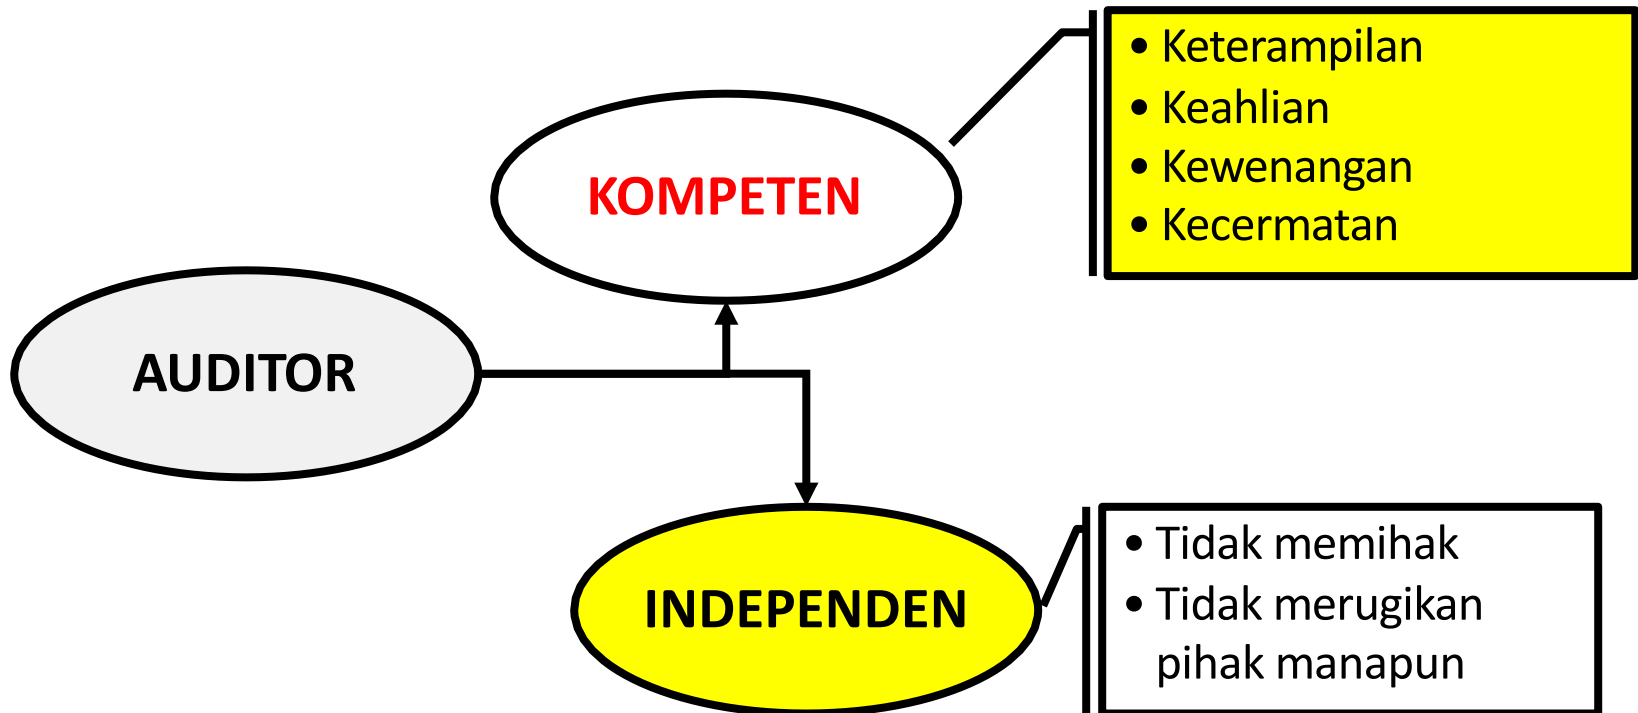 • Keterampilan
• Keahlian
• Kewenangan
• Kecermatan
KOMPETEN
AUDITOR
INDEPENDEN
• Tidak memihak
• Tidak merugikan
pihak manapun